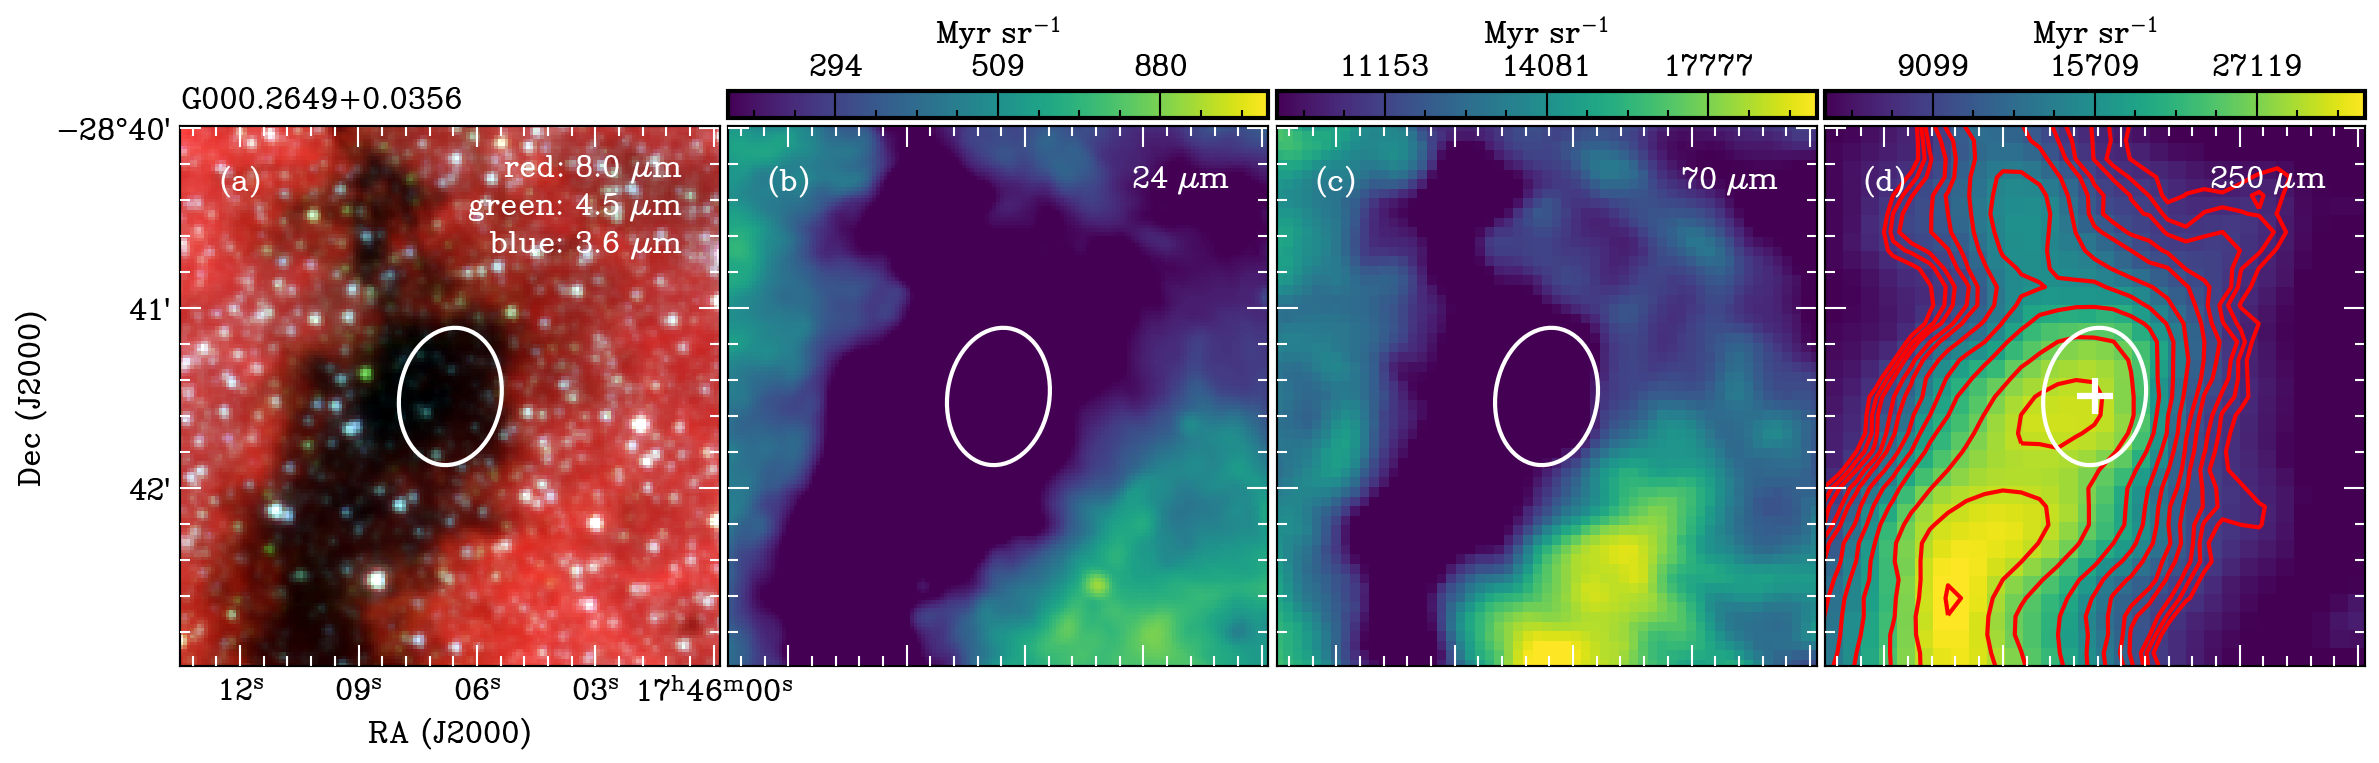 G000.2649+0.0356
Myr sr⁻¹
294 509 880
Myr sr⁻¹
11153 14081 17777
Myr sr⁻¹
9099 15709 27119
(a)
red: 8.0 μm
green: 4.5 μm
blue: 3.6 μm
(b)
24 μm
(c)
70 μm
(d)
250 μm
−28°40'
41'
42'
Dec (J2000)
12ˢ 09ˢ 06ˢ 03ˢ 17ʰ46ᵐ00ˢ
RA (J2000)